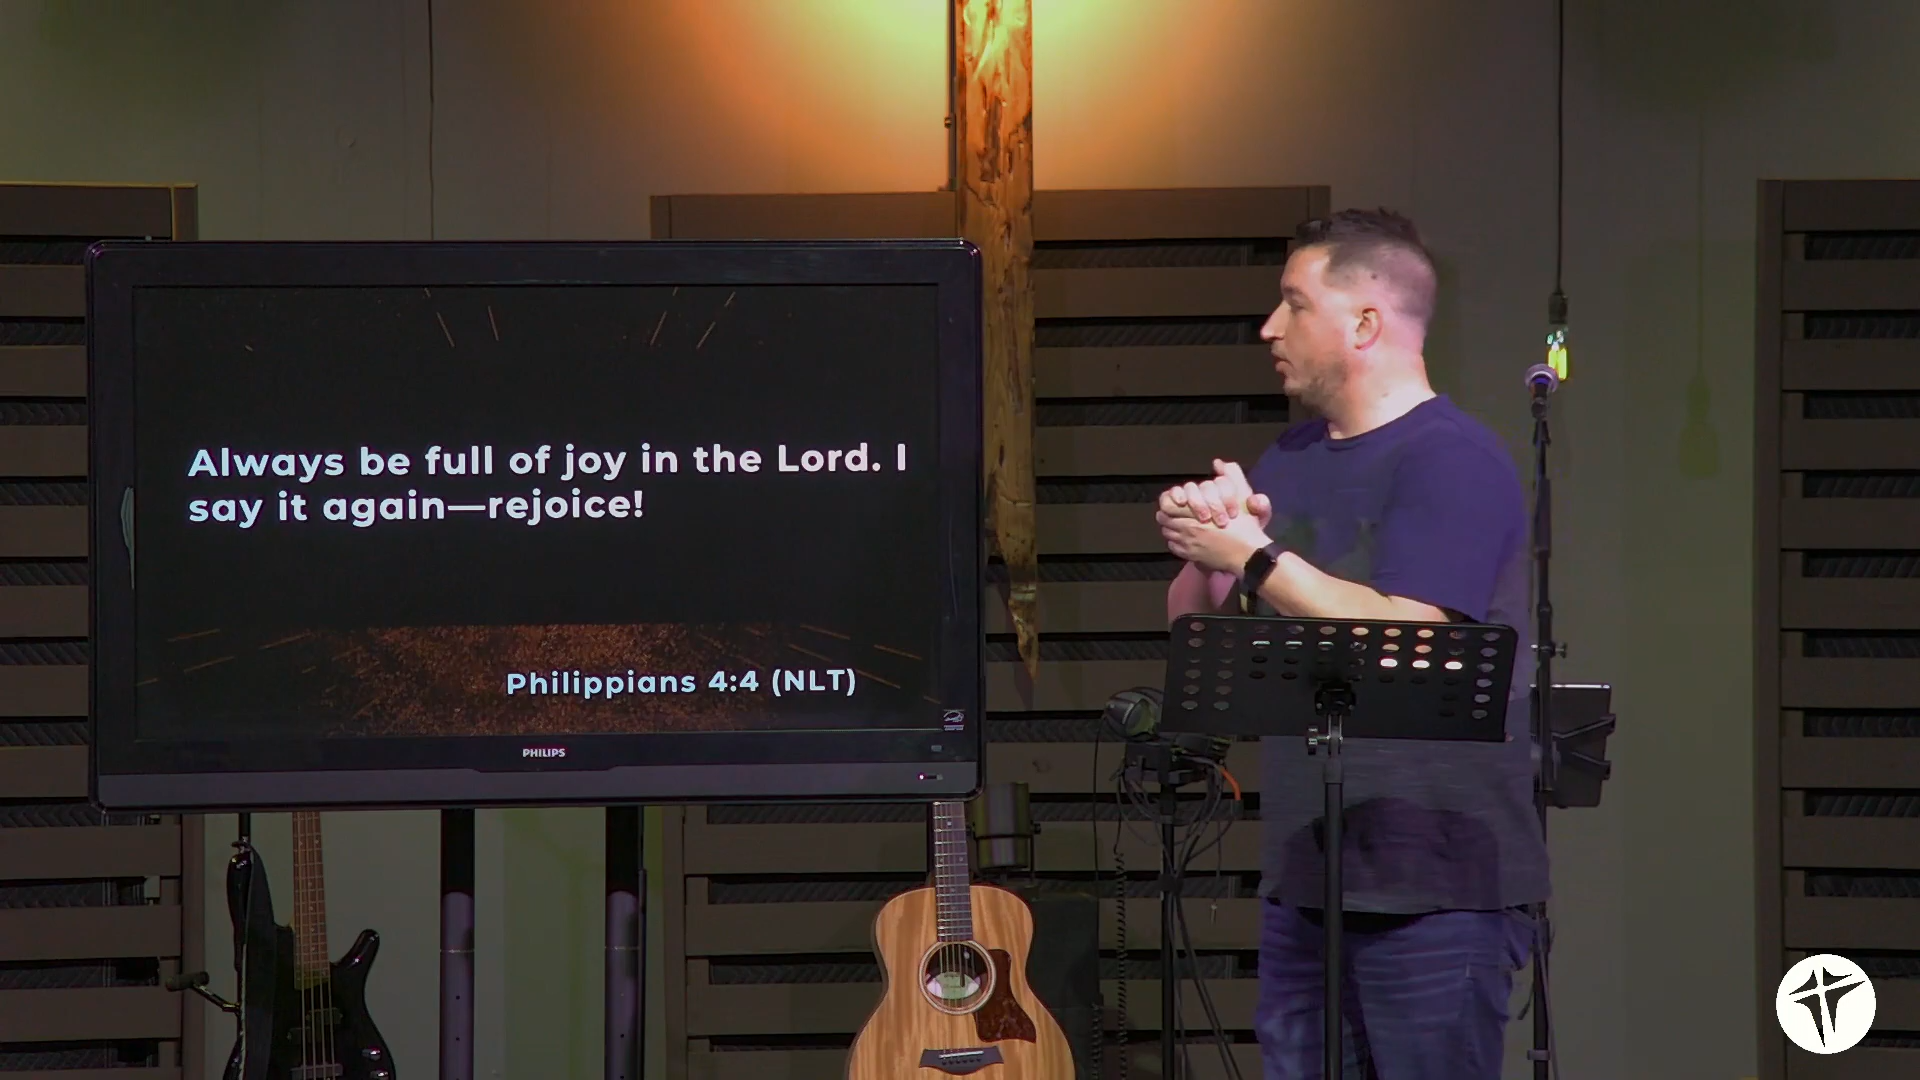 Always be full of joy in the Lord. I
say it again—rejoice!
Philippians 4:4 (NLT)
PHILIPS